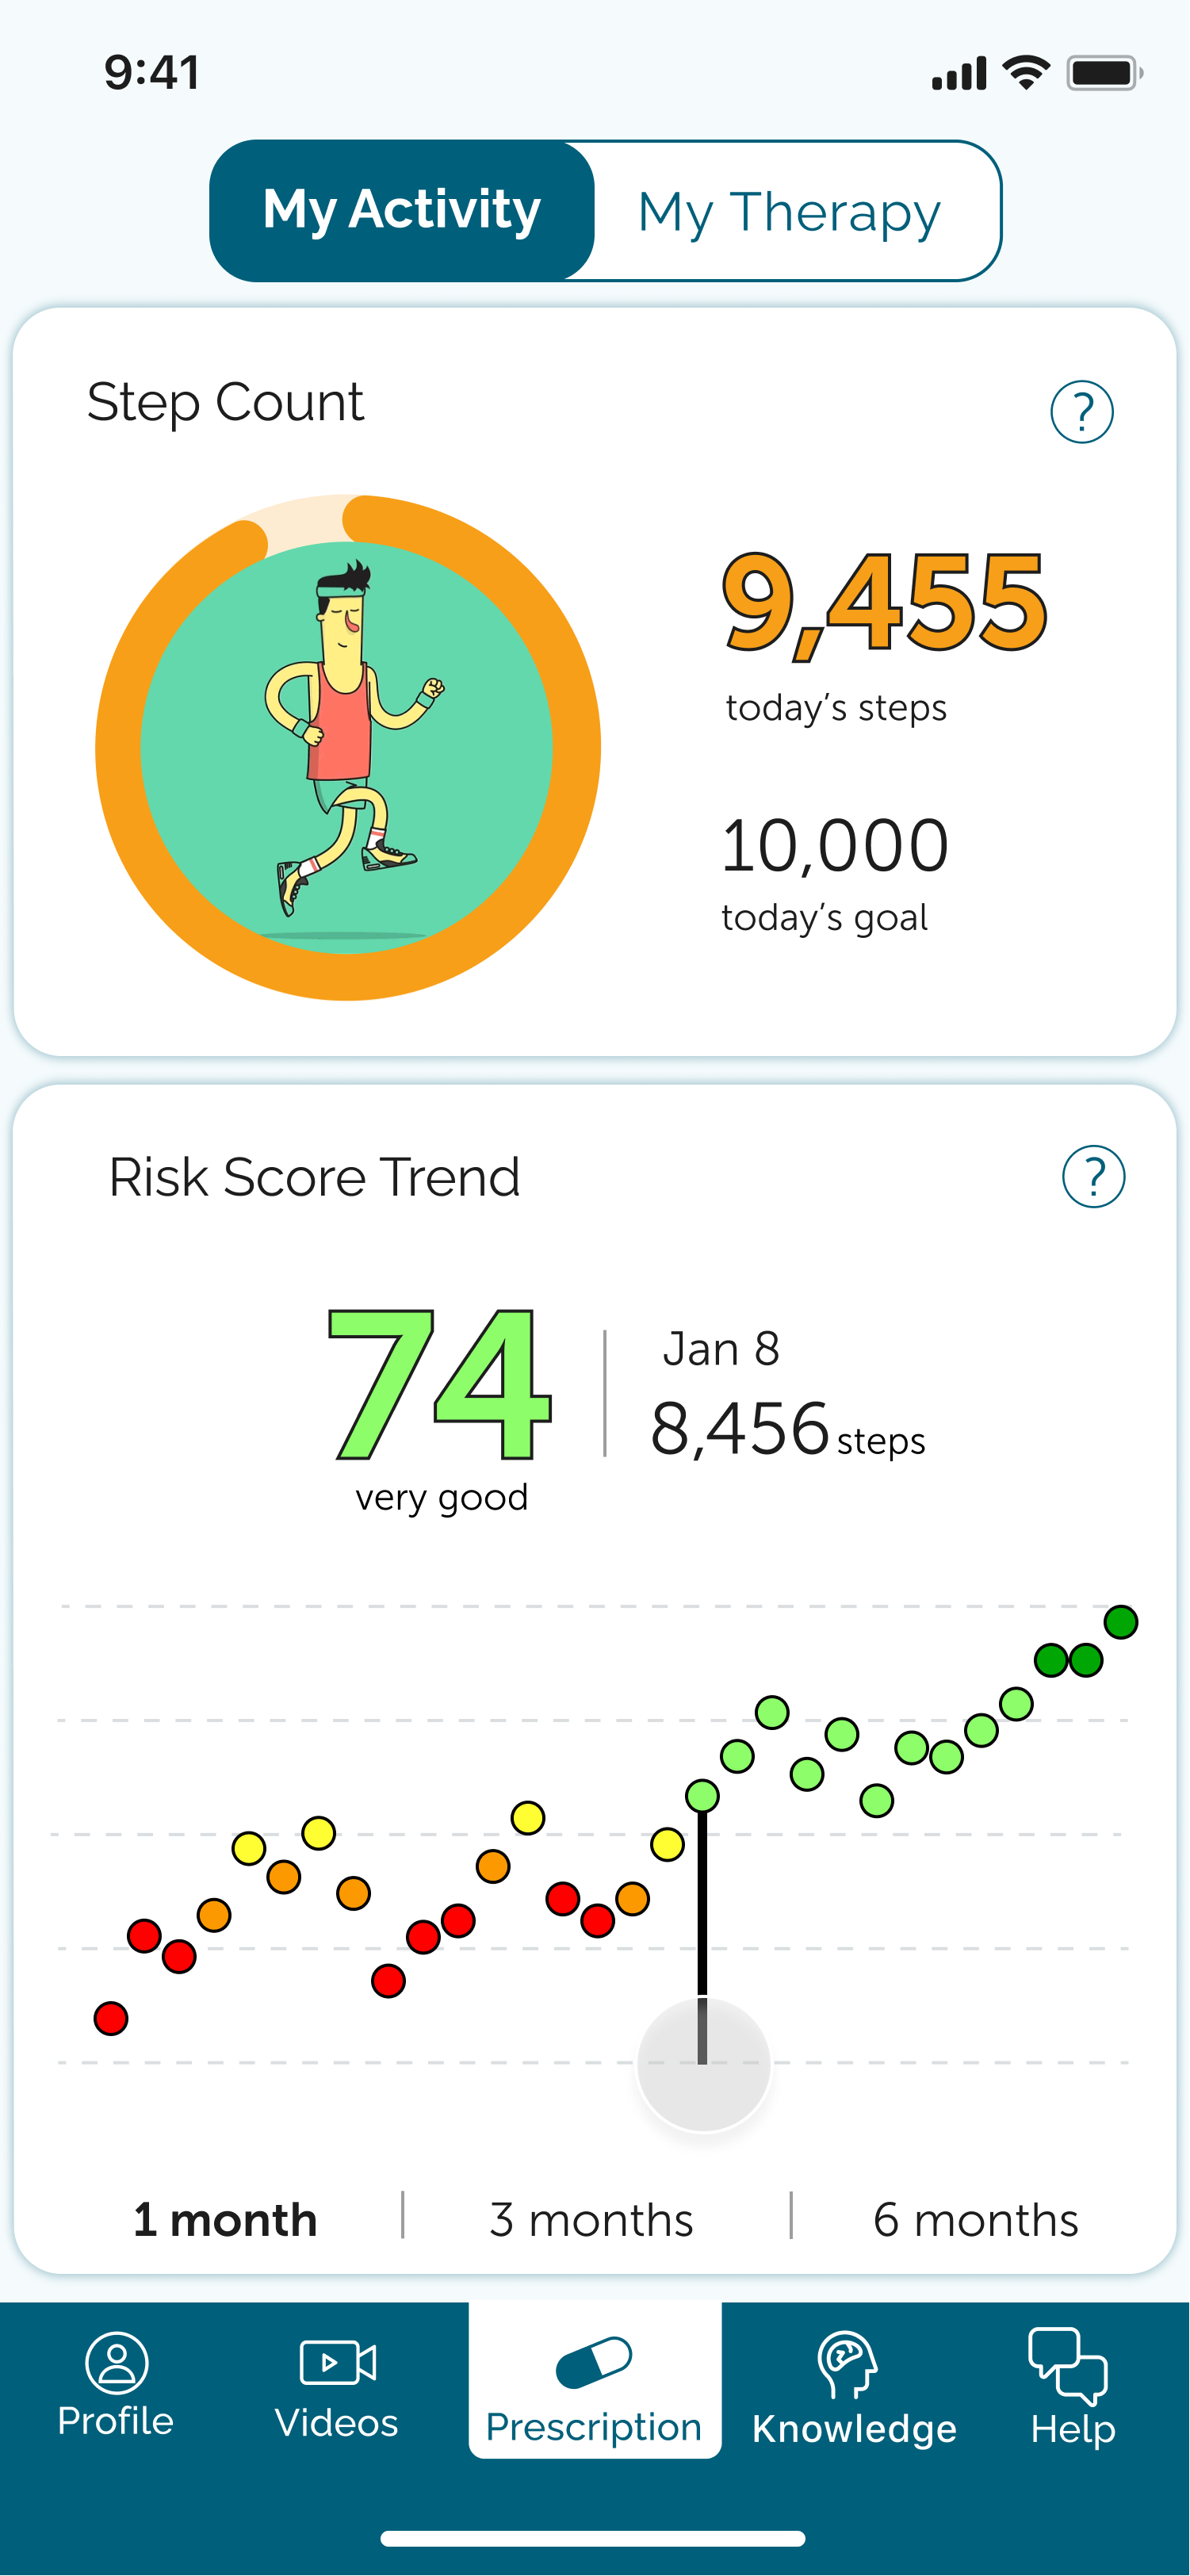 9:41
My Activity
My Therapy
Step Count
?
9,455
today’s steps
10,000
today’s goal
Risk Score Trend
?
74
very good
Jan 8
8,456 steps
1 month
3 months
6 months
Profile
Videos
Prescription
Knowledge
Help